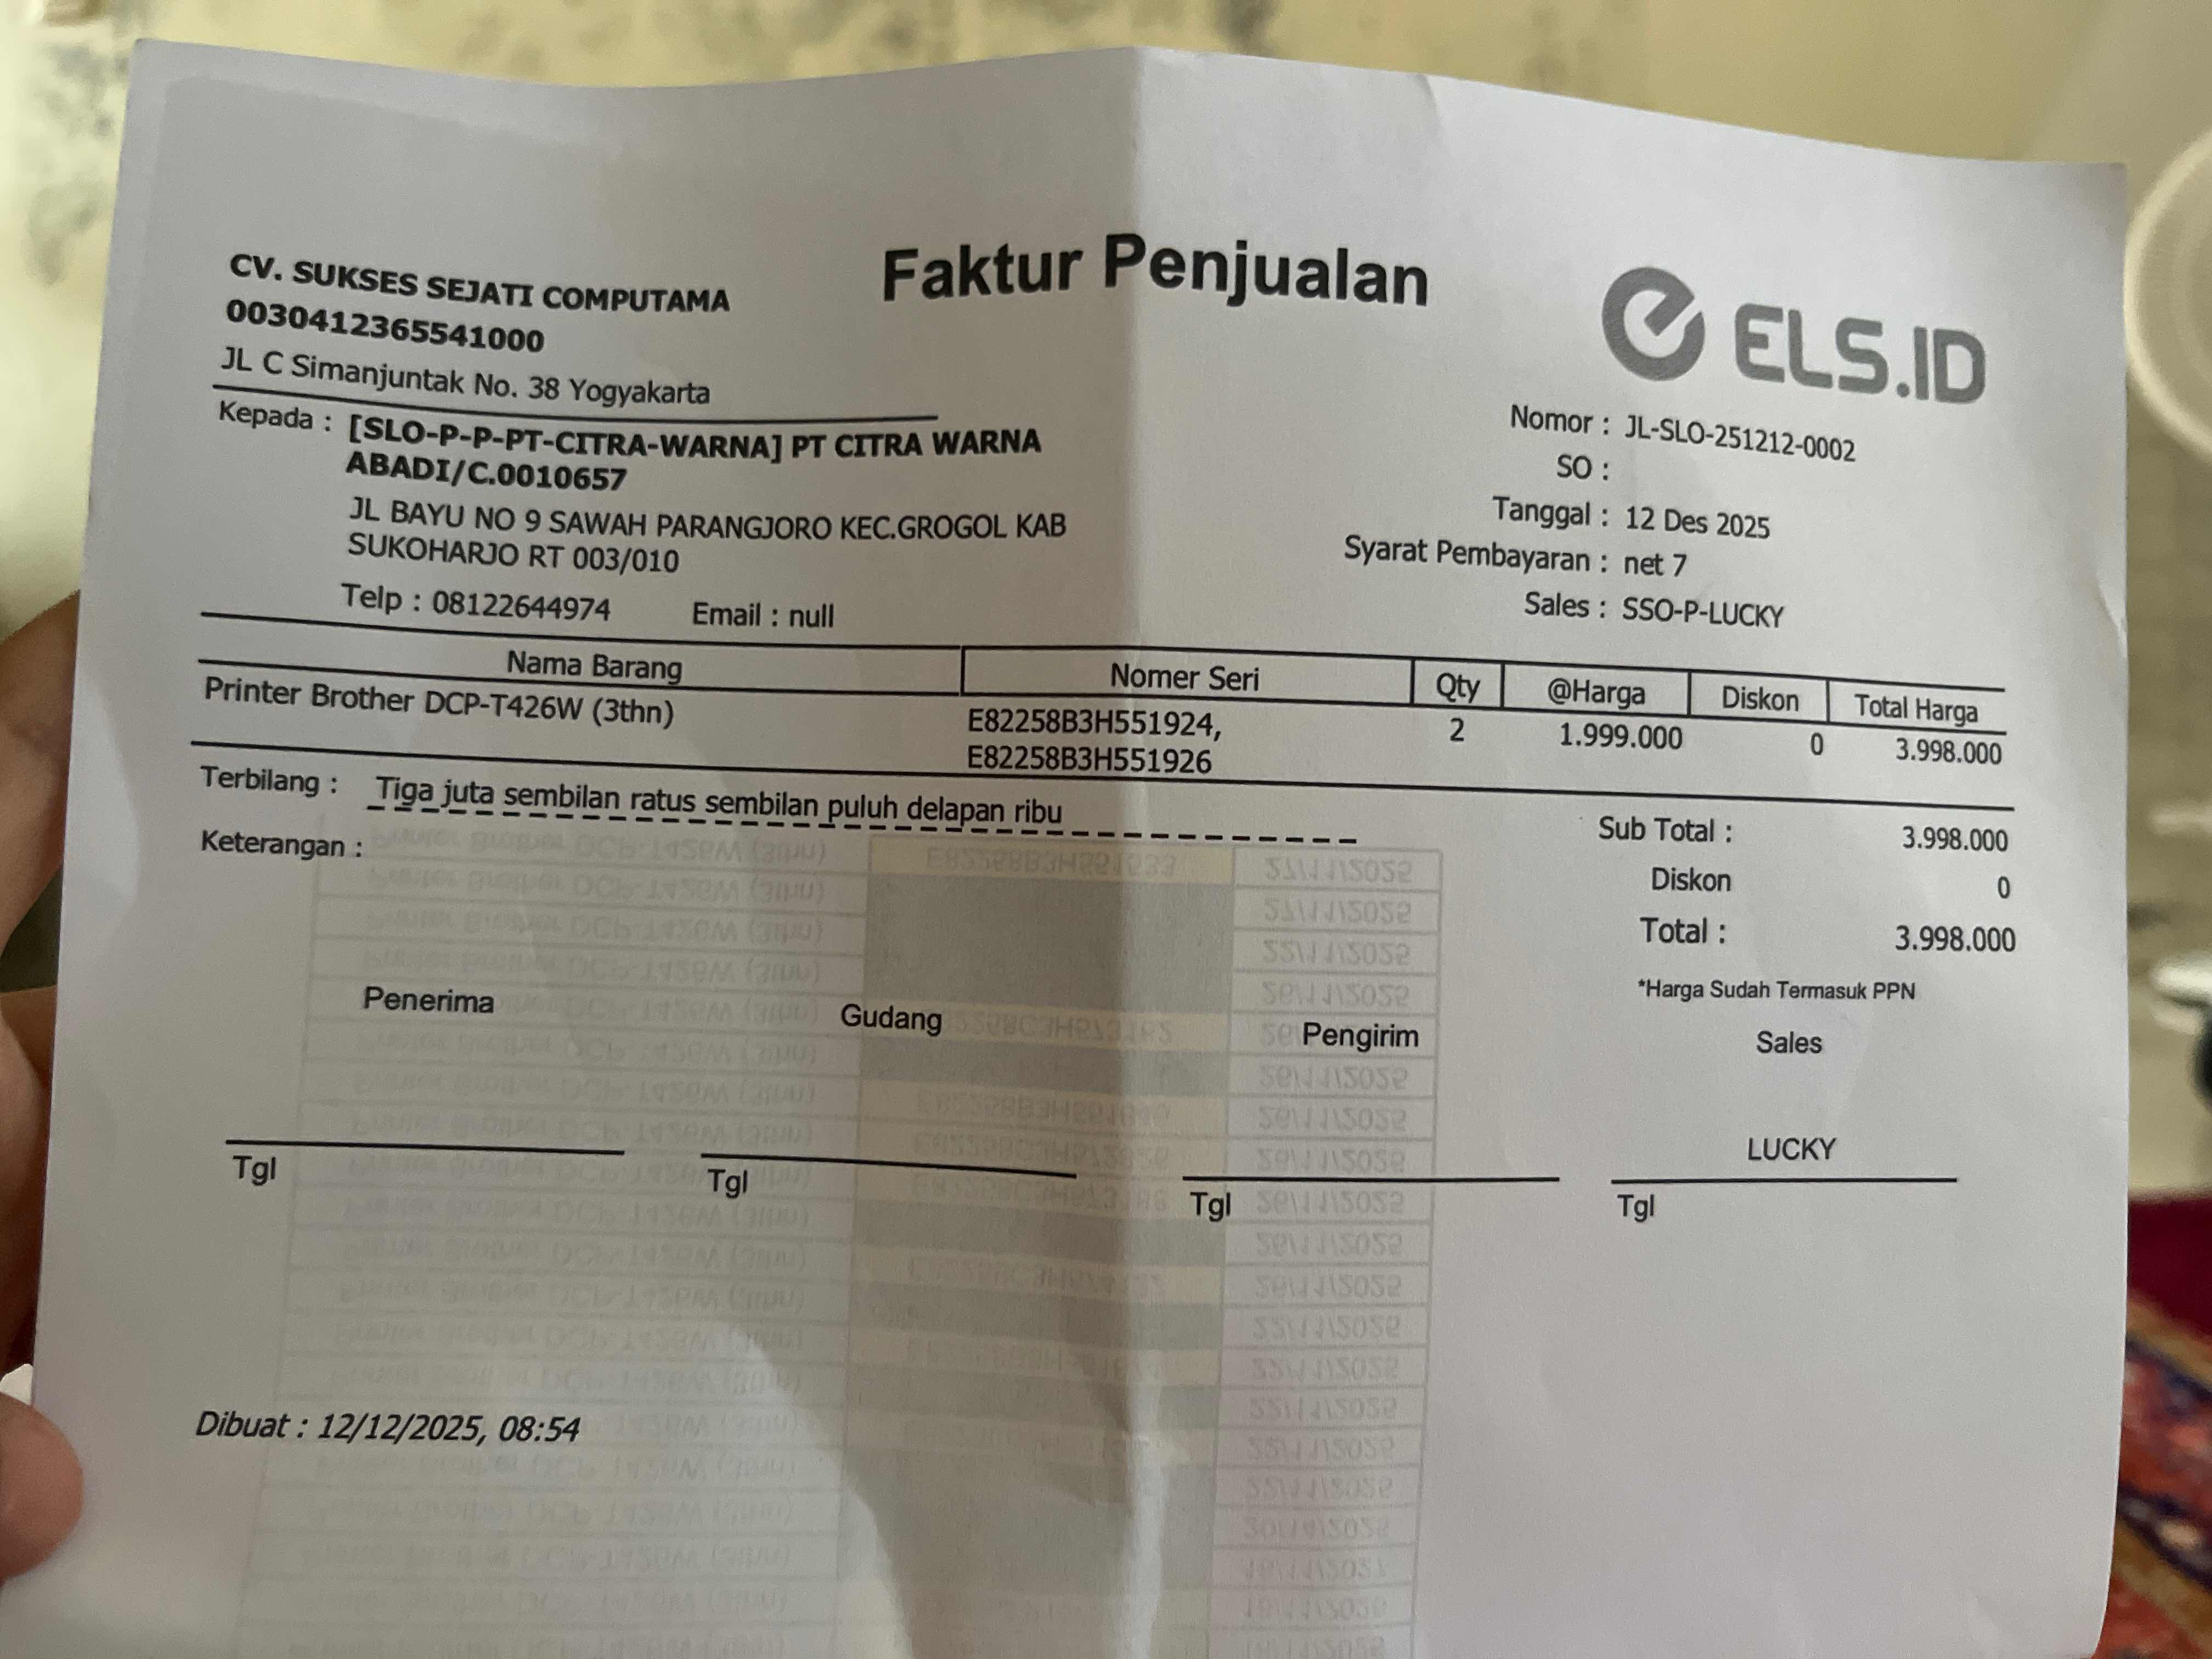 Faktur Penjualan
ELS.ID
CV. SUKSES SEJATI COMPUTAMA
0030412365541000
JL C Simanjuntak No. 38 Yogyakarta
Kepada : [SLO-P-P-PT-CITRA-WARNA] PT CITRA WARNA
ABADI/C.0010657
JL BAYU NO 9 SAWAH PARANGJORO KEC.GROGOL KAB
SUKOHARJO RT 003/010
Telp : 08122644974 Email : null
Nomor : JL-SLO-251212-0002
SO :
Tanggal : 12 Des 2025
Syarat Pembayaran : net 7
Sales : SSO-P-LUCKY
Nama Barang Nomer Seri Qty @Harga Diskon Total Harga
Printer Brother DCP-T426W (3thn) E82258B3H551924, 2 1.999.000 0 3.998.000
E82258B3H551926
Terbilang : Tiga juta sembilan ratus sembilan puluh delapan ribu
Keterangan :
Sub Total : 3.998.000
Diskon 0
Total : 3.998.000
*Harga Sudah Termasuk PPN
Penerima Gudang Pengirim Sales
LUCKY
Tgl Tgl Tgl Tgl
Dibuat : 12/12/2025, 08:54